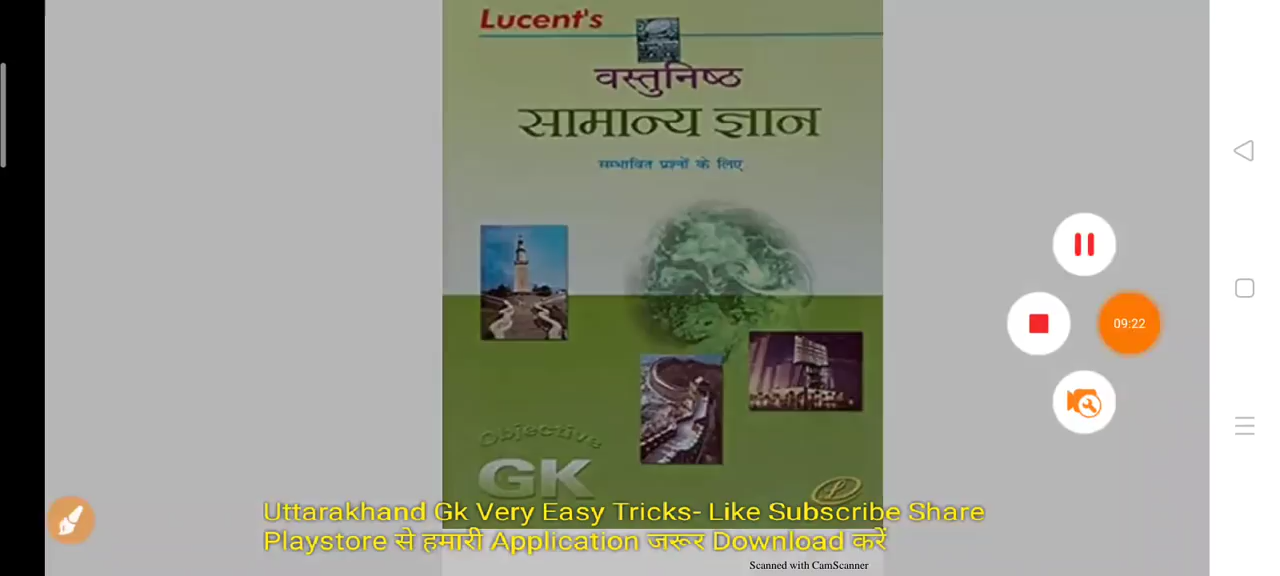 Lucent's
वस्तुनिष्ठ
सामान्य ज्ञान
सम्भावित प्रश्नों के लिए
09:22
Objective
GK
Uttarakhand Gk Very Easy Tricks- Like Subscribe Share
Playstore से हमारी Application जरूर Download करें
Scanned with CamScanner